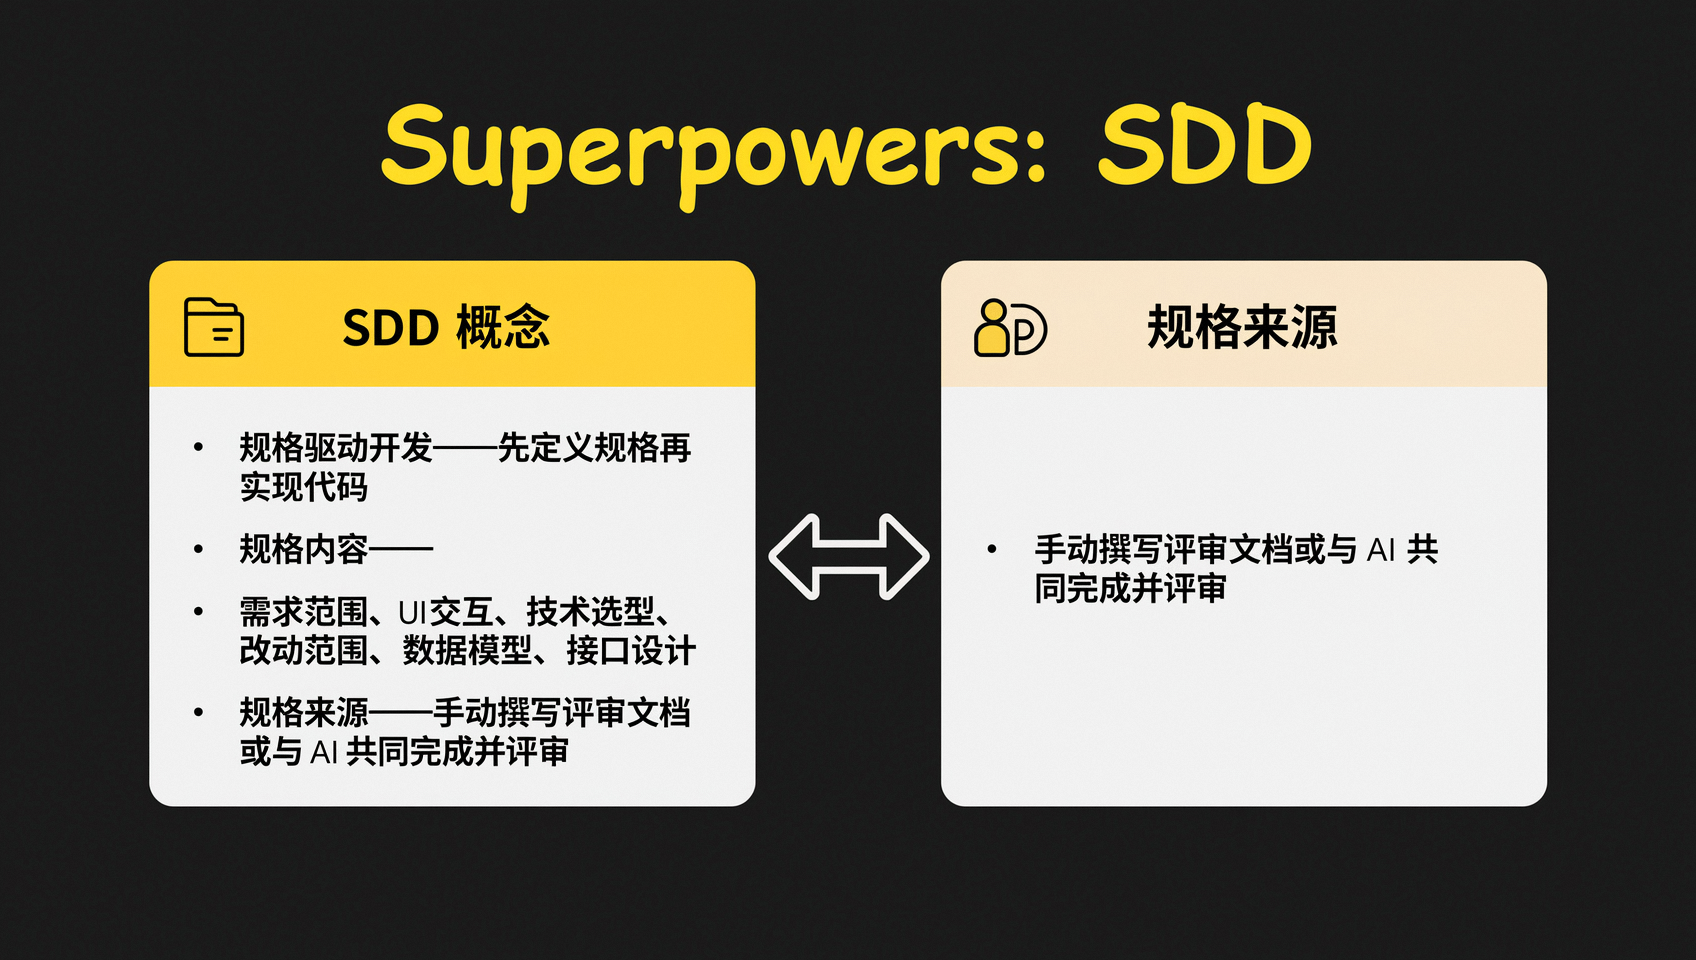 Superpowers: SDD
SDD 概念
• 规格驱动开发——先定义规格再
实现代码
• 规格内容——
• 需求范围、UI交互、技术选型、
改动范围、数据模型、接口设计
• 规格来源——手动撰写评审文档
或与 AI 共同完成并评审
规格来源
• 手动撰写评审文档或与 AI 共
同完成并评审